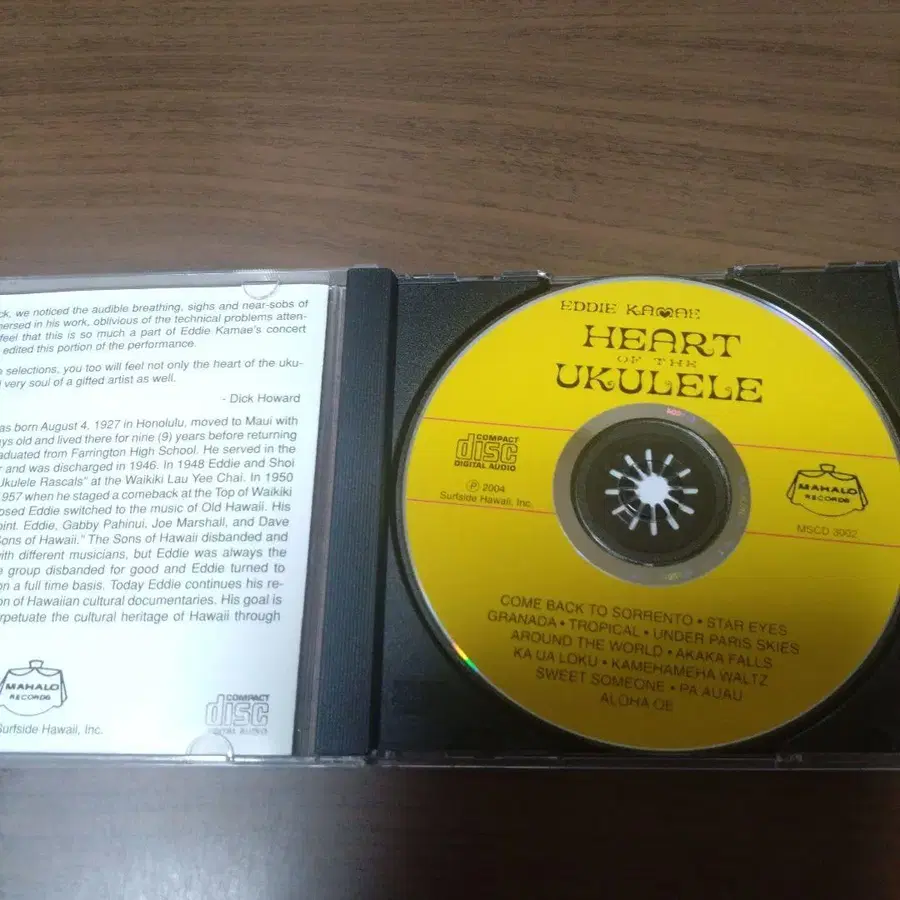 ck, we noticed the audible breathing, sighs and near-sobs of
ersed in his work, oblivious of the technical problems atten-
feel that this is so much a part of Eddie Kamae's concert
edited this portion of the performance.
selections, you too will feel not only the heart of the uku-
very soul of a gifted artist as well.
- Dick Howard
as born August 4, 1927 in Honolulu, moved to Maui with
ys old and lived there for nine (9) years before returning
aduated from Farrington High School. He served in the
r and was discharged in 1946. In 1948 Eddie and Shoi
Ukulele Rascals" at the Waikiki Lau Yee Chai. In 1950
1957 when he staged a comeback at the Top of Waikiki
osed Eddie switched to the music of Old Hawaii. His
oint. Eddie, Gabby Pahinui, Joe Marshall, and Dave
Sons of Hawaii." The Sons of Hawaii disbanded and
with different musicians, but Eddie was always the
e group disbanded for good and Eddie turned to
on a full time basis. Today Eddie continues his re-
on of Hawaiian cultural documentaries. His goal is
rpetuate the cultural heritage of Hawaii through
MAHALO
RECORDS
Surfside Hawaii, Inc.
COMPACT
disc
DIGITAL AUDIO
EDDIE KAMAE
HEART
OF THE
UKULELE
COMPACT
disc
DIGITAL AUDIO
℗ 2004
Surfside Hawaii, Inc.
MAHALO
RECORDS
MSCD 3002
COME BACK TO SORRENTO • STAR EYES
GRANADA • TROPICAL • UNDER PARIS SKIES
AROUND THE WORLD • AKAKA FALLS
KA UA LOKU • KAMEHAMEHA WALTZ
SWEET SOMEONE • PA AUAU
ALOHA OE